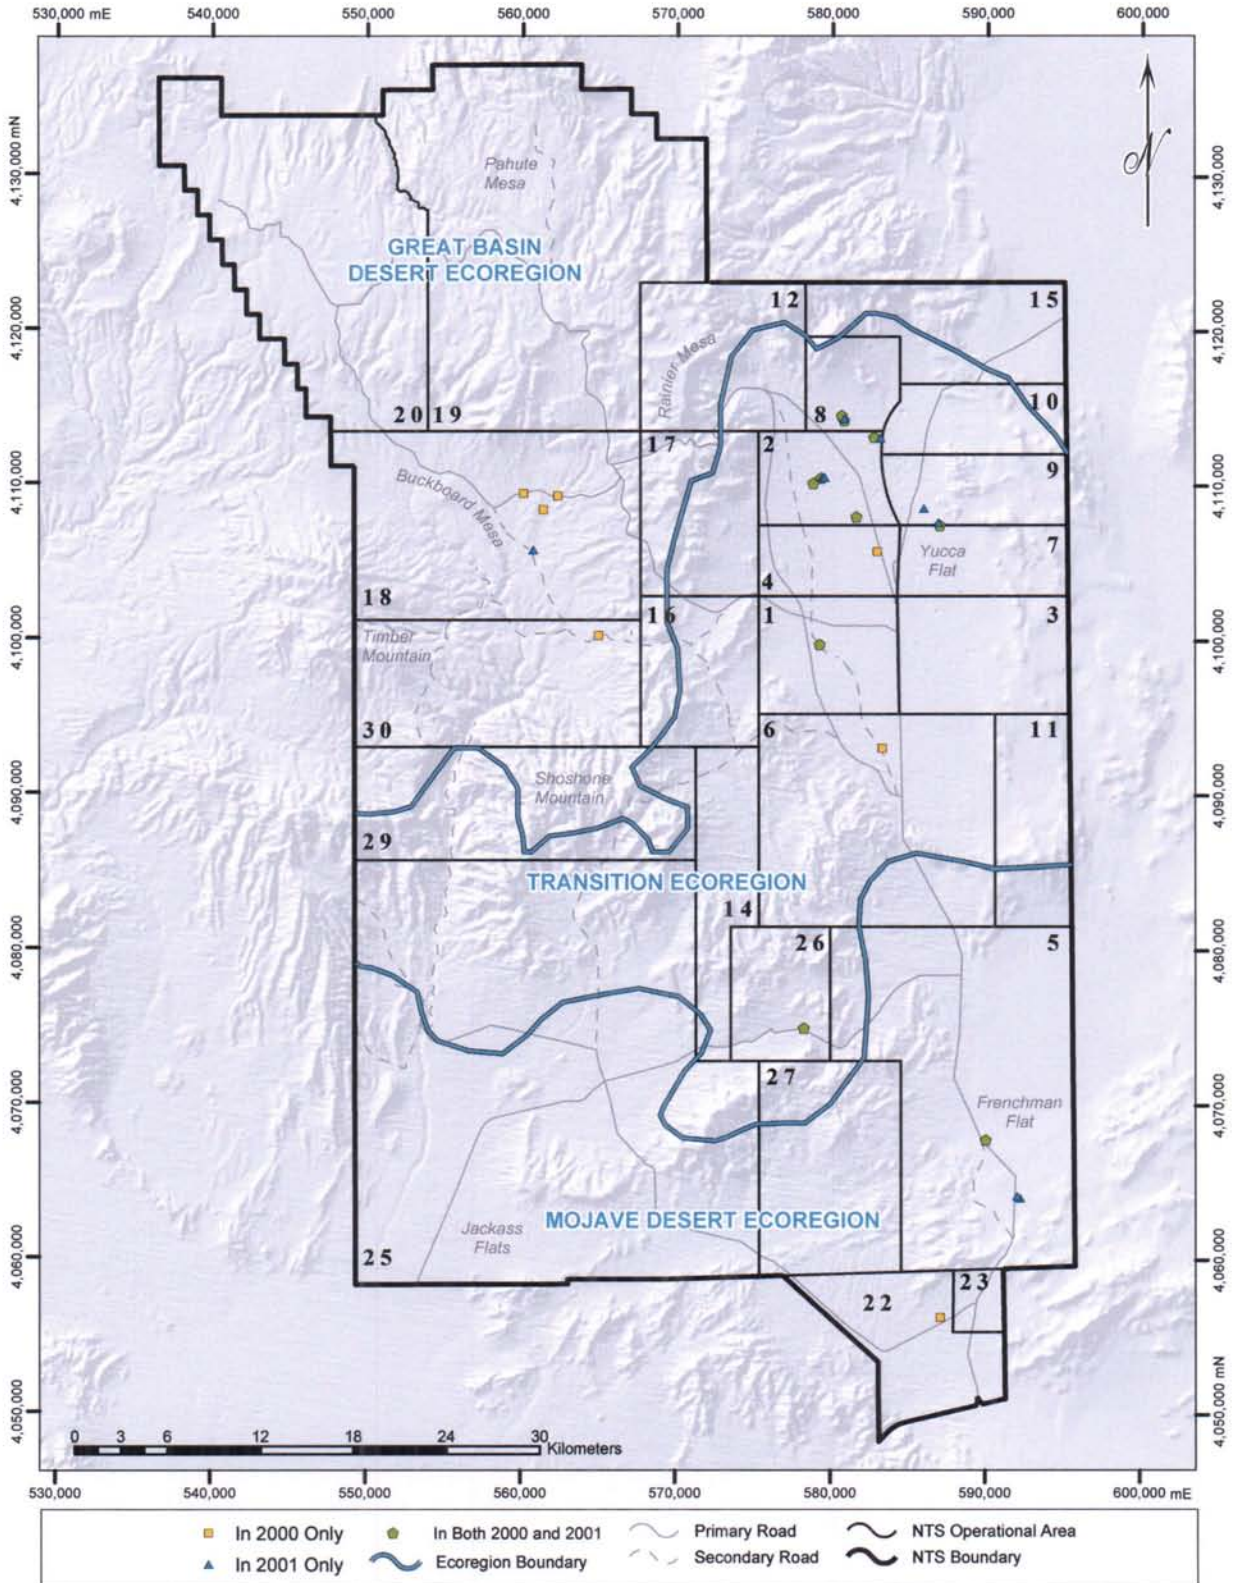 530,000 mE 540,000 550,000 560,000 570,000 580,000 590,000 600,000
4,130,000 mN
4,130,000
Pahute
Mesa
GREAT BASIN
DESERT ECOREGION
12
15
4,120,000
4,120,000
Rainier Mesa
10
20
19
8
17
2
9
4,110,000
4,110,000
Buckboard Mesa
Yucca
Flat
7
18
4
16
1
3
Timber
Mountain
4,100,000
4,100,000
30
6
11
Shoshone
Mountain
4,090,000
4,090,000
29
TRANSITION ECOREGION
14
26
5
4,080,000
4,080,000
27
4,070,000
4,070,000
Frenchman
Flat
MOJAVE DESERT ECOREGION
Jackass
Flats
25
4,060,000
4,060,000
23
22
4,050,000
4,050,000 mN
N
0 3 6 12 18 24 30
Kilometers
530,000 540,000 550,000 560,000 570,000 580,000 590,000 600,000 mE
In 2000 Only In Both 2000 and 2001 Primary Road NTS Operational Area
In 2001 Only Ecoregion Boundary Secondary Road NTS Boundary